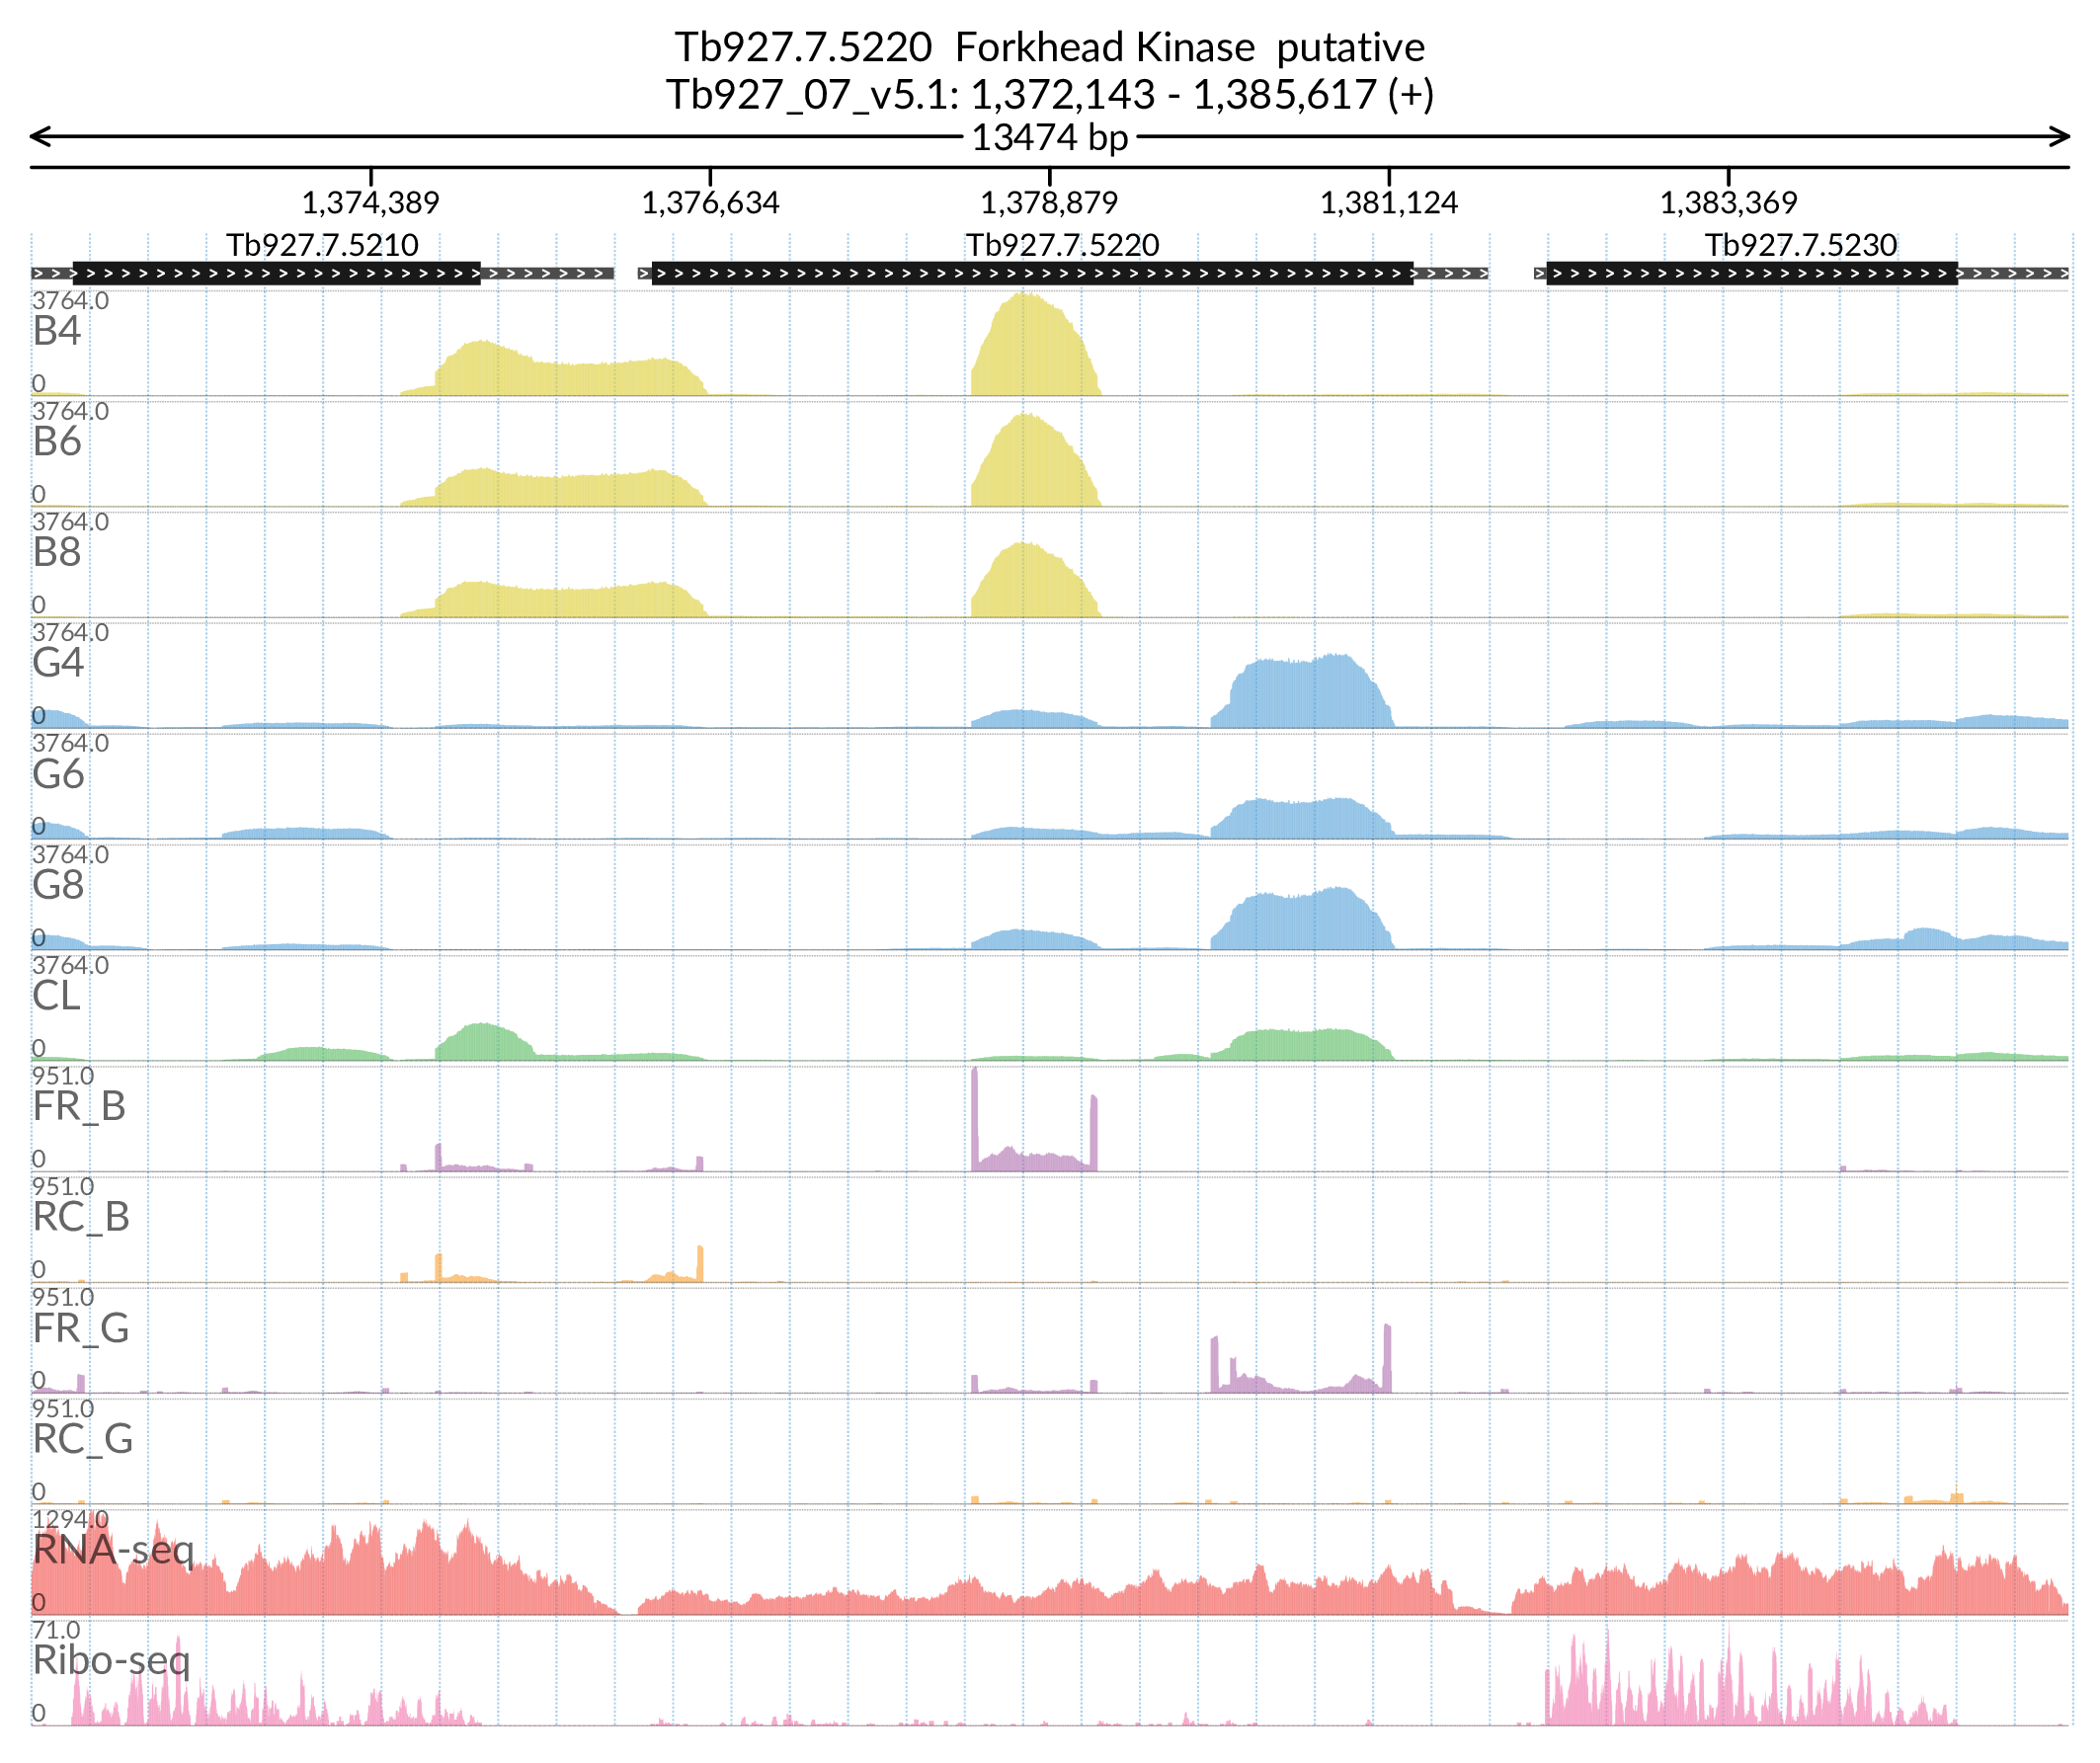 Tb927.7.5220  Forkhead Kinase  putative
Tb927_07_v5.1: 1,372,143 - 1,385,617 (+)
13474 bp
1,374,389 1,376,634 1,378,879 1,381,124 1,383,369
Tb927.7.5210 Tb927.7.5220 Tb927.7.5230
3764.0
B4
0
3764.0
B6
0
3764.0
B8
0
3764.0
G4
0
3764.0
G6
0
3764.0
G8
0
3764.0
CL
0
951.0
FR_B
0
951.0
RC_B
0
951.0
FR_G
0
951.0
RC_G
0
1294.0
RNA-seq
0
71.0
Ribo-seq
0